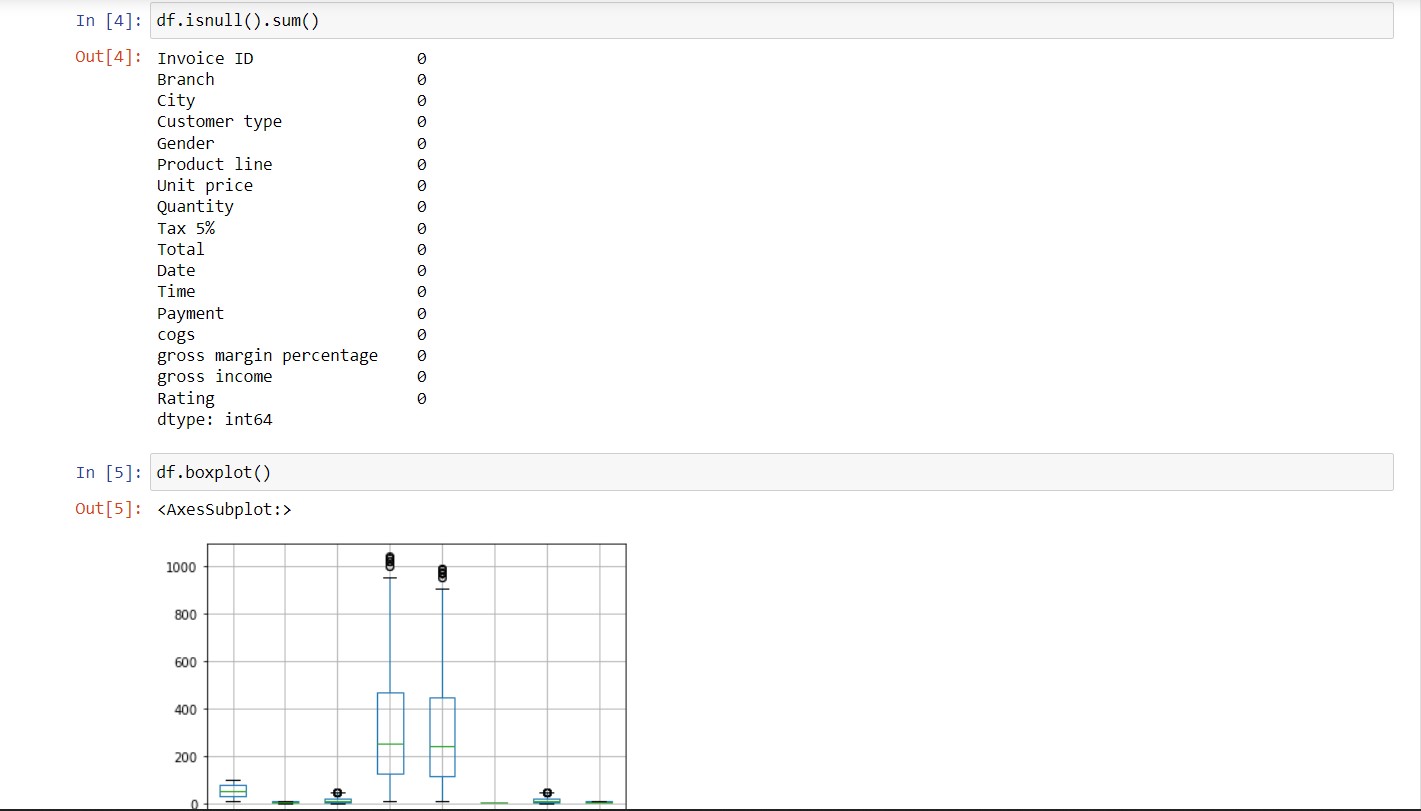 In [4]: df.isnull().sum()
Out[4]: Invoice ID 0
Branch 0
City 0
Customer type 0
Gender 0
Product line 0
Unit price 0
Quantity 0
Tax 5% 0
Total 0
Date 0
Time 0
Payment 0
cogs 0
gross margin percentage 0
gross income 0
Rating 0
dtype: int64
In [5]: df.boxplot()
Out[5]: <AxesSubplot:>
1000
800
600
400
200
0